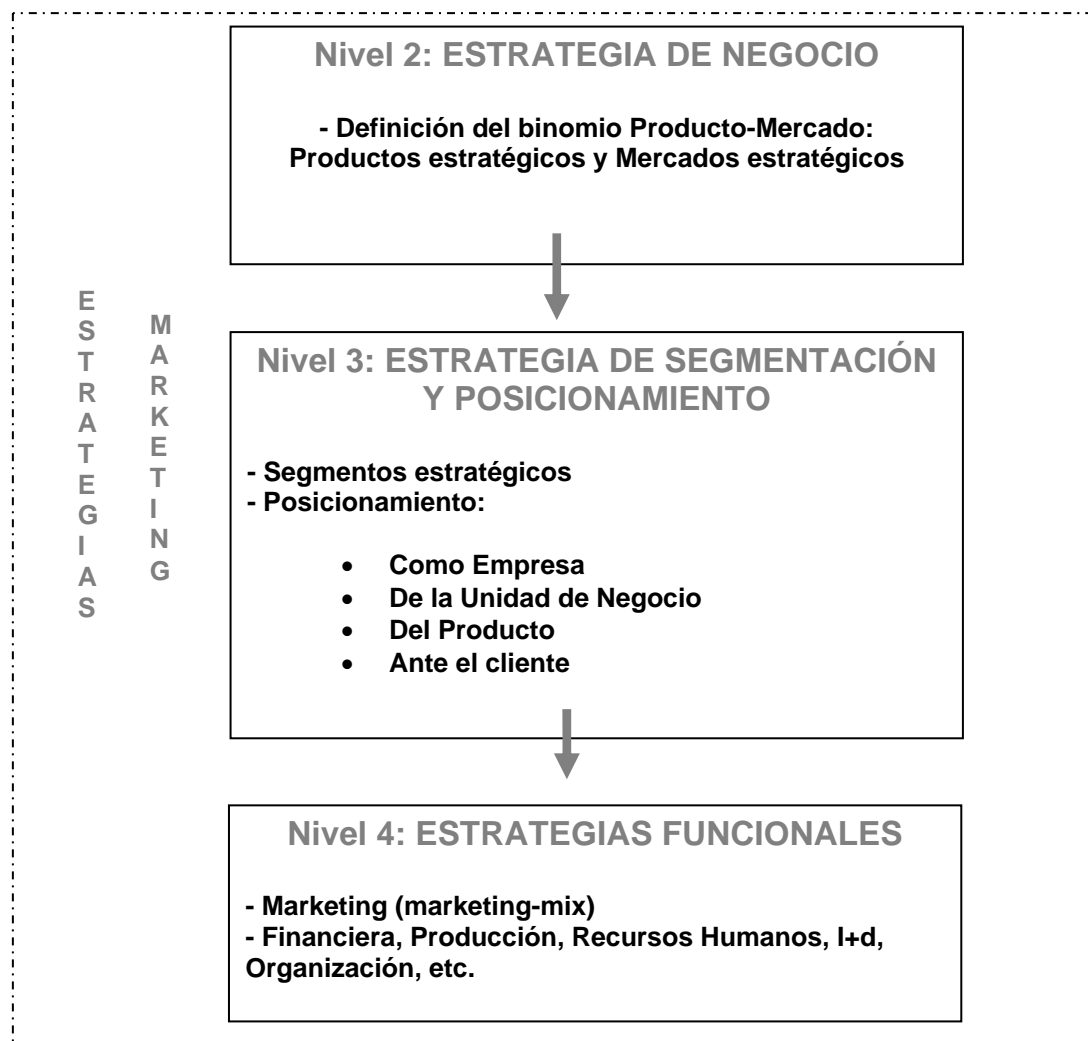 Nivel 2: ESTRATEGIA DE NEGOCIO
- Definición del binomio Producto-Mercado:
Productos estratégicos y Mercados estratégicos
ESTRATEGIAS
MARKETING
Nivel 3: ESTRATEGIA DE SEGMENTACIÓN
Y POSICIONAMIENTO
- Segmentos estratégicos
- Posicionamiento:
• Como Empresa
• De la Unidad de Negocio
• Del Producto
• Ante el cliente
Nivel 4: ESTRATEGIAS FUNCIONALES
- Marketing (marketing-mix)
- Financiera, Producción, Recursos Humanos, I+d,
Organización, etc.